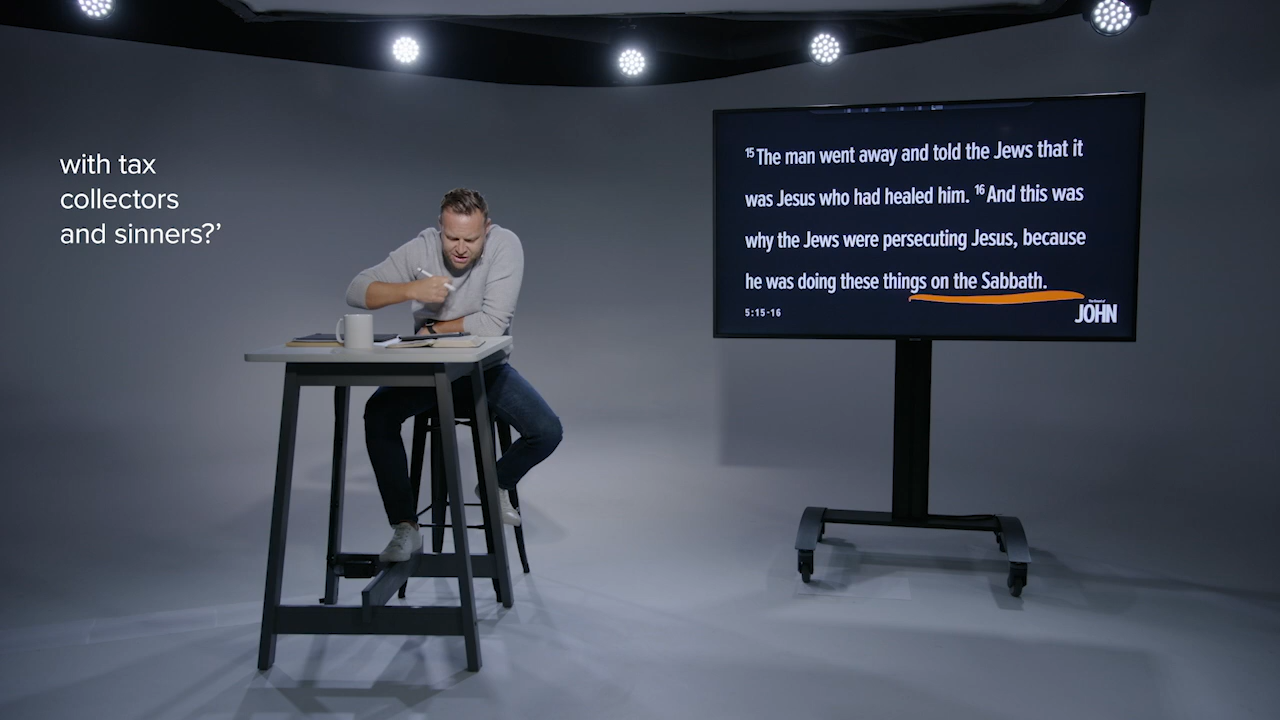 with tax
collectors
and sinners?’
15 The man went away and told the Jews that it
was Jesus who had healed him. 16 And this was
why the Jews were persecuting Jesus, because
he was doing these things on the Sabbath.
5:15-16
JOHN